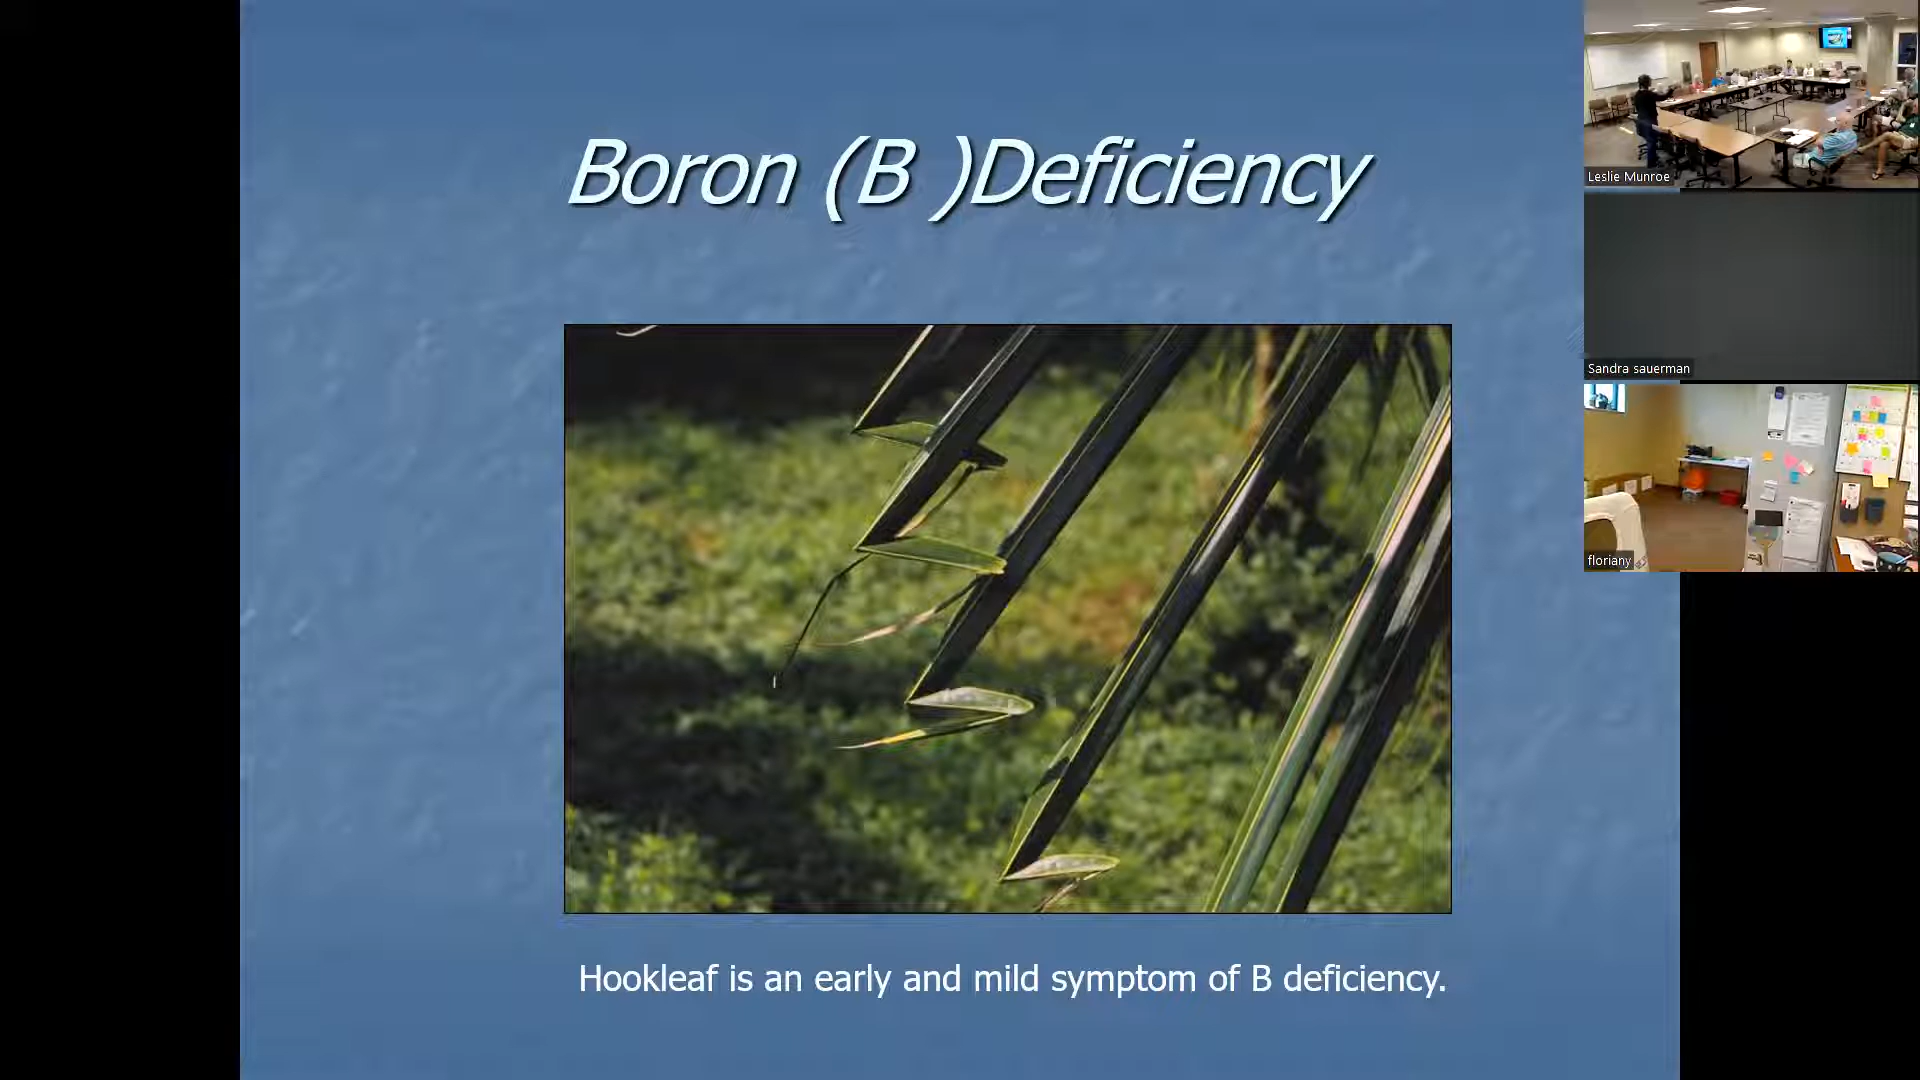 Boron (B )Deficiency
Hookleaf is an early and mild symptom of B deficiency.
Leslie Munroe
Sandra sauerman
floriany